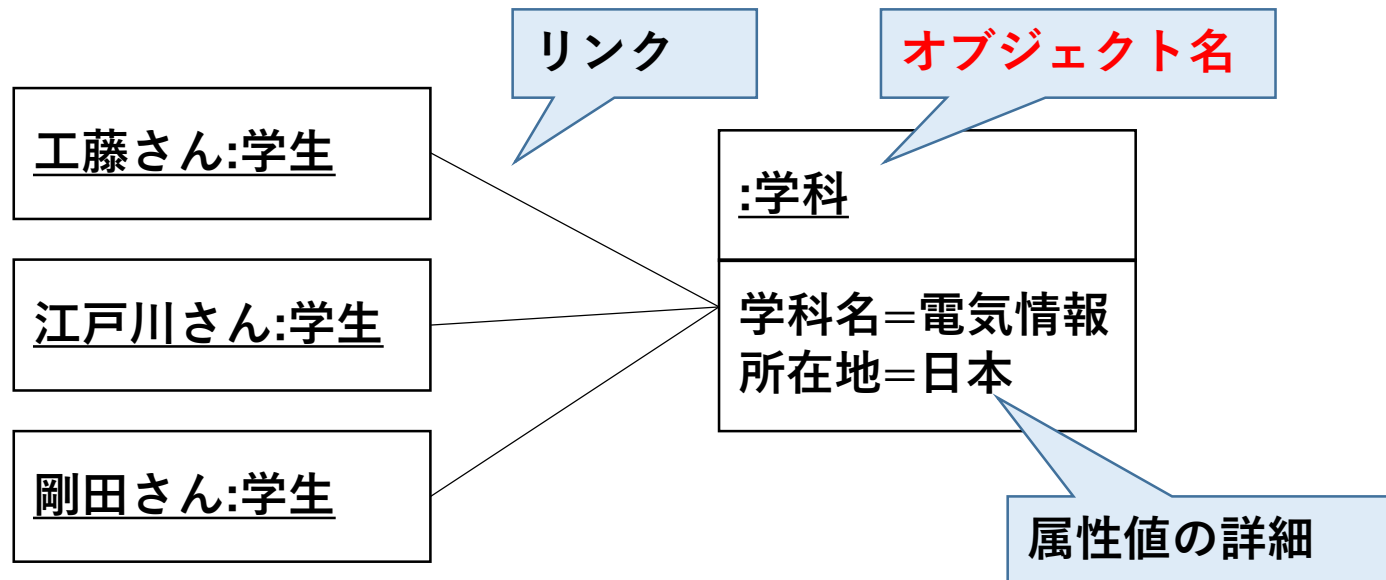 リンク
オブジェクト名
工藤さん:学生
:学科
江戸川さん:学生
学科名=電気情報
所在地=日本
剛田さん:学生
属性値の詳細